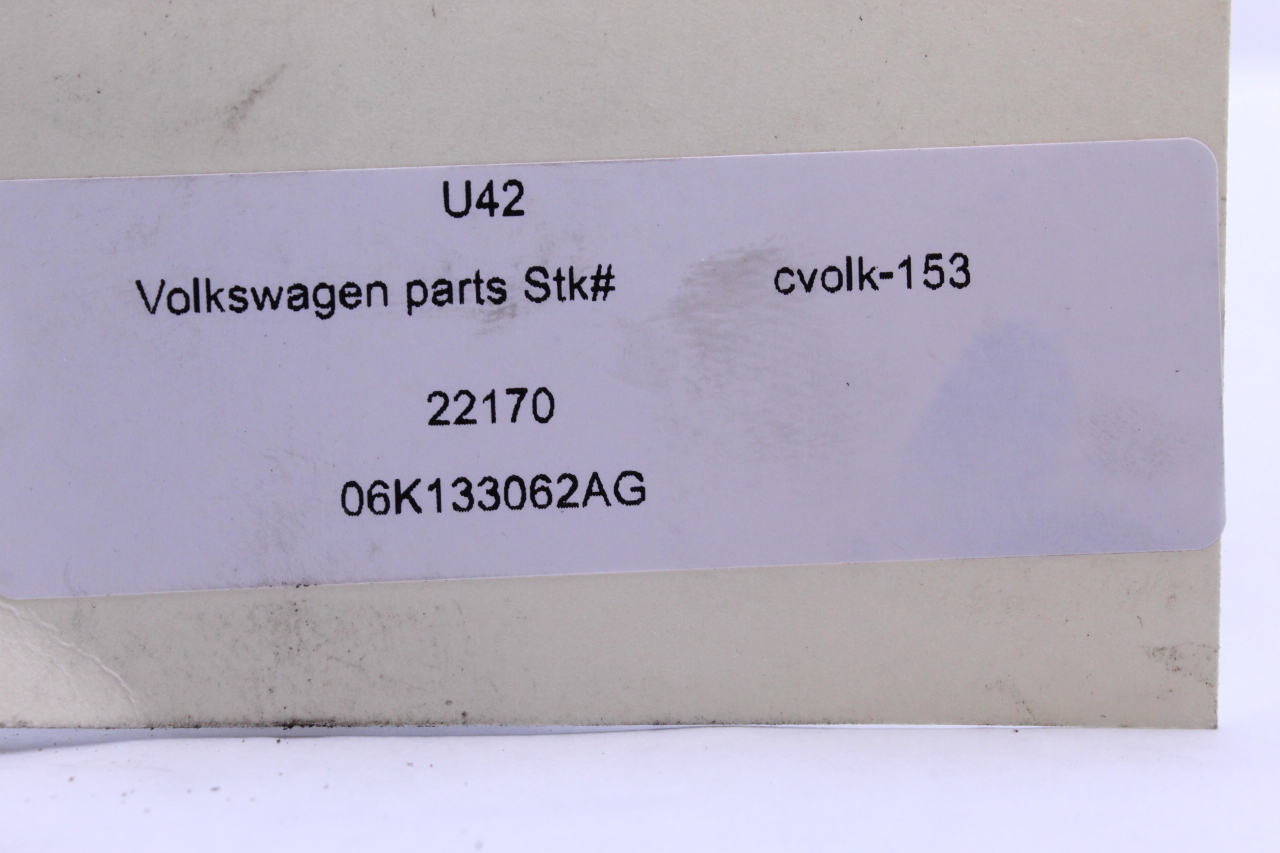 U42
Volkswagen parts Stk# cvolk-153
22170
06K133062AG